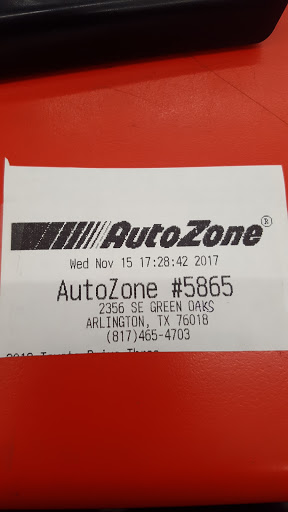 AutoZone®
Wed Nov 15 17:28:42 2017
AutoZone #5865
2356 SE GREEN OAKS
ARLINGTON, TX 76018
(817)465-4703